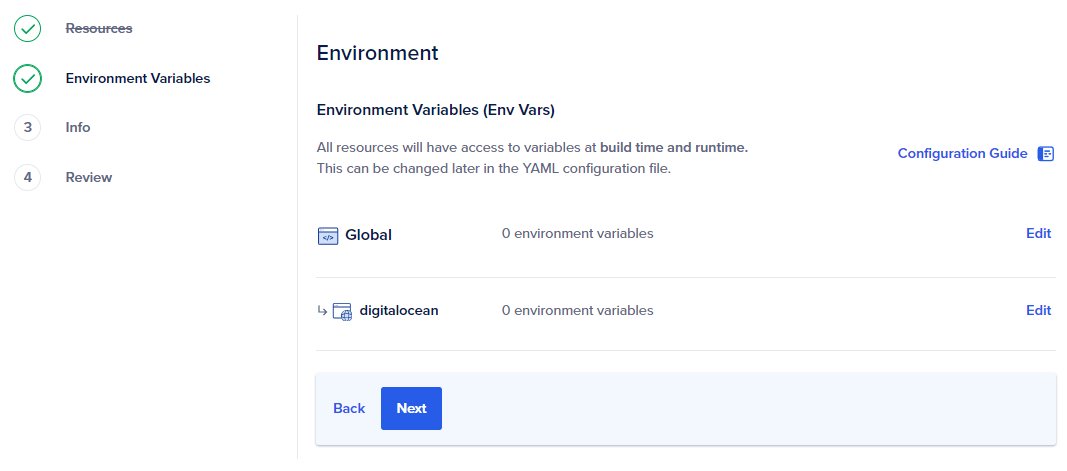 Resources
Environment Variables
3 Info
4 Review
Environment
Environment Variables (Env Vars)
All resources will have access to variables at build time and runtime.
This can be changed later in the YAML configuration file.
Configuration Guide
Global 0 environment variables Edit
digitalocean 0 environment variables Edit
Back Next